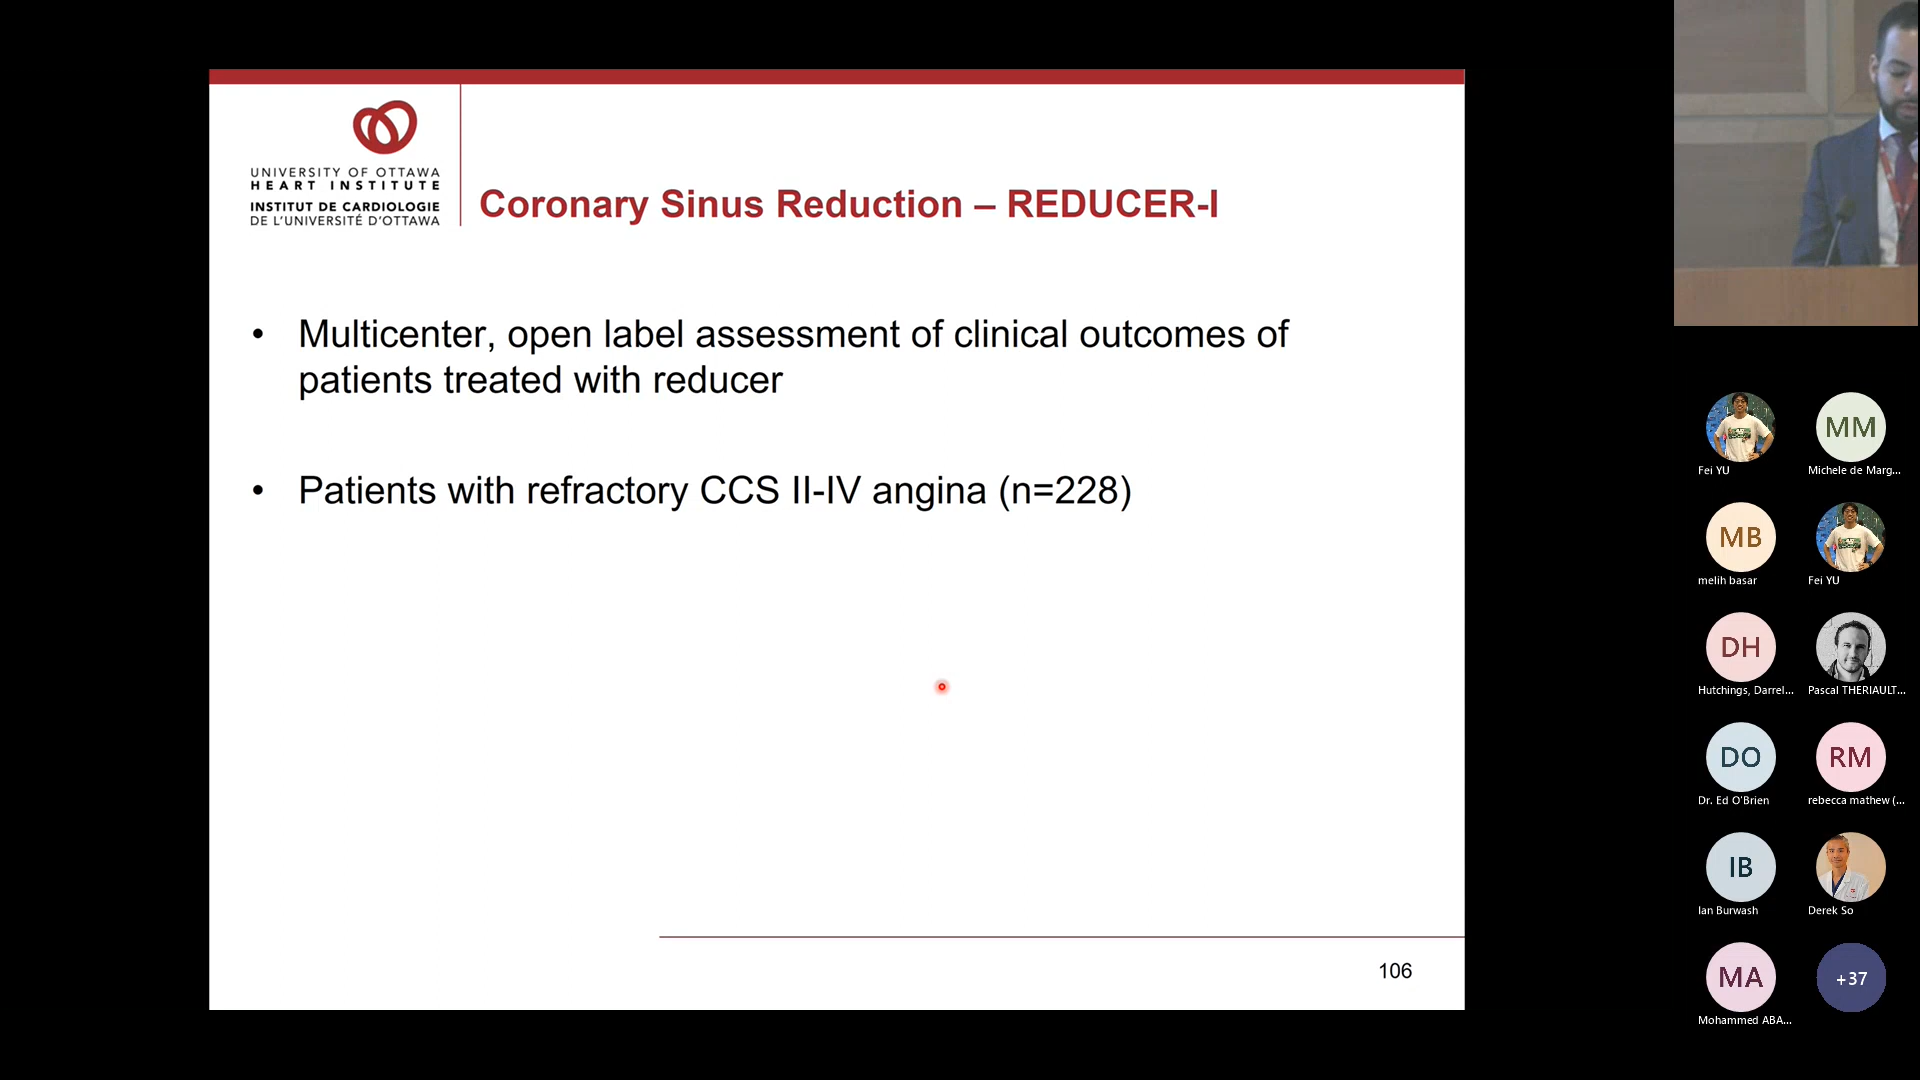 UNIVERSITY OF OTTAWA
HEART INSTITUTE
INSTITUT DE CARDIOLOGIE
DE L'UNIVERSITÉ D'OTTAWA
Coronary Sinus Reduction – REDUCER-I
• Multicenter, open label assessment of clinical outcomes of
patients treated with reducer
• Patients with refractory CCS II-IV angina (n=228)
106
Fei YU
MM
Michele de Marg...
MB
melih basar
Fei YU
DH
Hutchings, Darrel...
Pascal THERIAULT...
DO
Dr. Ed O'Brien
RM
rebecca mathew (...
IB
Ian Burwash
Derek So
MA
Mohammed ABA...
+37